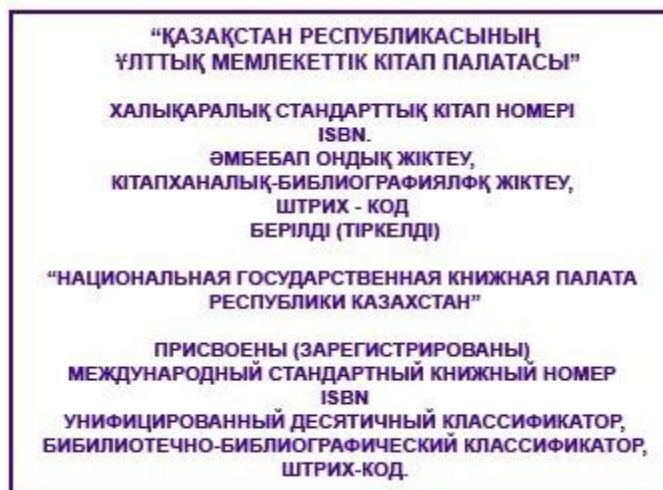 “ҚАЗАҚСТАН РЕСПУБЛИКАСЫНЫҢ
ҰЛТТЫҚ МЕМЛЕКЕТТІК КІТАП ПАЛАТАСЫ”
ХАЛЫҚАРАЛЫҚ СТАНДАРТТЫҚ КІТАП НОМЕРІ
ISBN.
ӘМБЕБАП ОНДЫҚ ЖІКТЕУ,
КІТАПХАНАЛЫҚ-БИБЛИОГРАФИЯЛФҚ ЖІКТЕУ,
ШТРИХ - КОД
БЕРІЛДІ (ТІРКЕЛДІ)
“НАЦИОНАЛЬНАЯ ГОСУДАРСТВЕННАЯ КНИЖНАЯ ПАЛАТА
РЕСПУБЛИКИ КАЗАХСТАН”
ПРИСВОЕНЫ (ЗАРЕГИСТРИРОВАНЫ)
МЕЖДУНАРОДНЫЙ СТАНДАРТНЫЙ КНИЖНЫЙ НОМЕР
ISBN
УНИФИЦИРОВАННЫЙ ДЕСЯТИЧНЫЙ КЛАССИФИКАТОР,
БИБИЛИОТЕЧНО-БИБЛИОГРАФИЧЕСКИЙ КЛАССИФИКАТОР,
ШТРИХ-КОД.